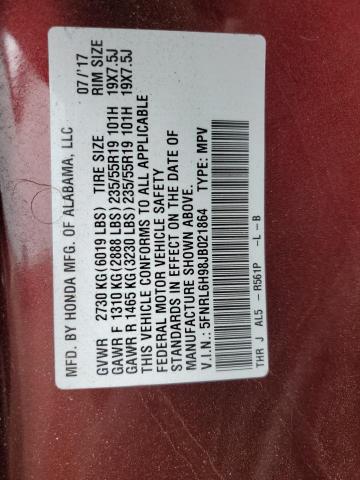 MFD. BY HONDA MFG. OF ALABAMA, LLC 07/'17
GVWR 2730 KG (6019 LBS) TIRE SIZE RIM SIZE
GAWR F 1310 KG (2888 LBS) 235/55R19 101H 19X7.5J
GAWR R 1465 KG (3230 LBS) 235/55R19 101H 19X7.5J
THIS VEHICLE CONFORMS TO ALL APPLICABLE
FEDERAL MOTOR VEHICLE SAFETY
STANDARDS IN EFFECT ON THE DATE OF
MANUFACTURE SHOWN ABOVE.
V.I.N.: 5FNRL6H98JB021864 TYPE: MPV
THR J AL5 - R561P -L-B